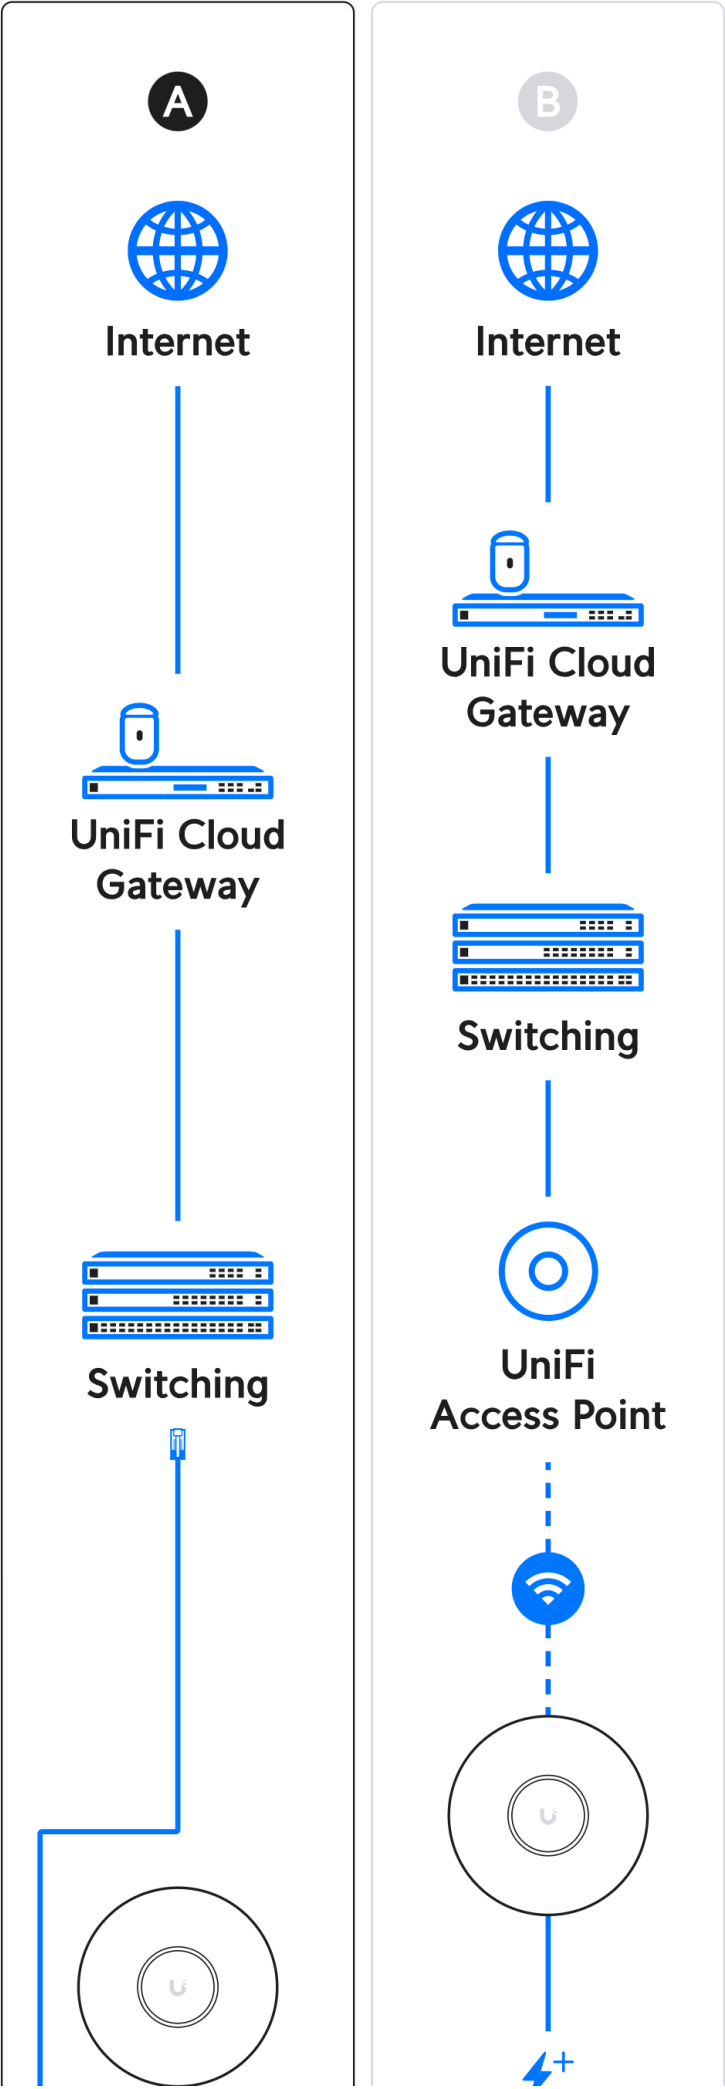 A
Internet
UniFi Cloud
Gateway
Switching
B
Internet
UniFi Cloud
Gateway
Switching
UniFi
Access Point